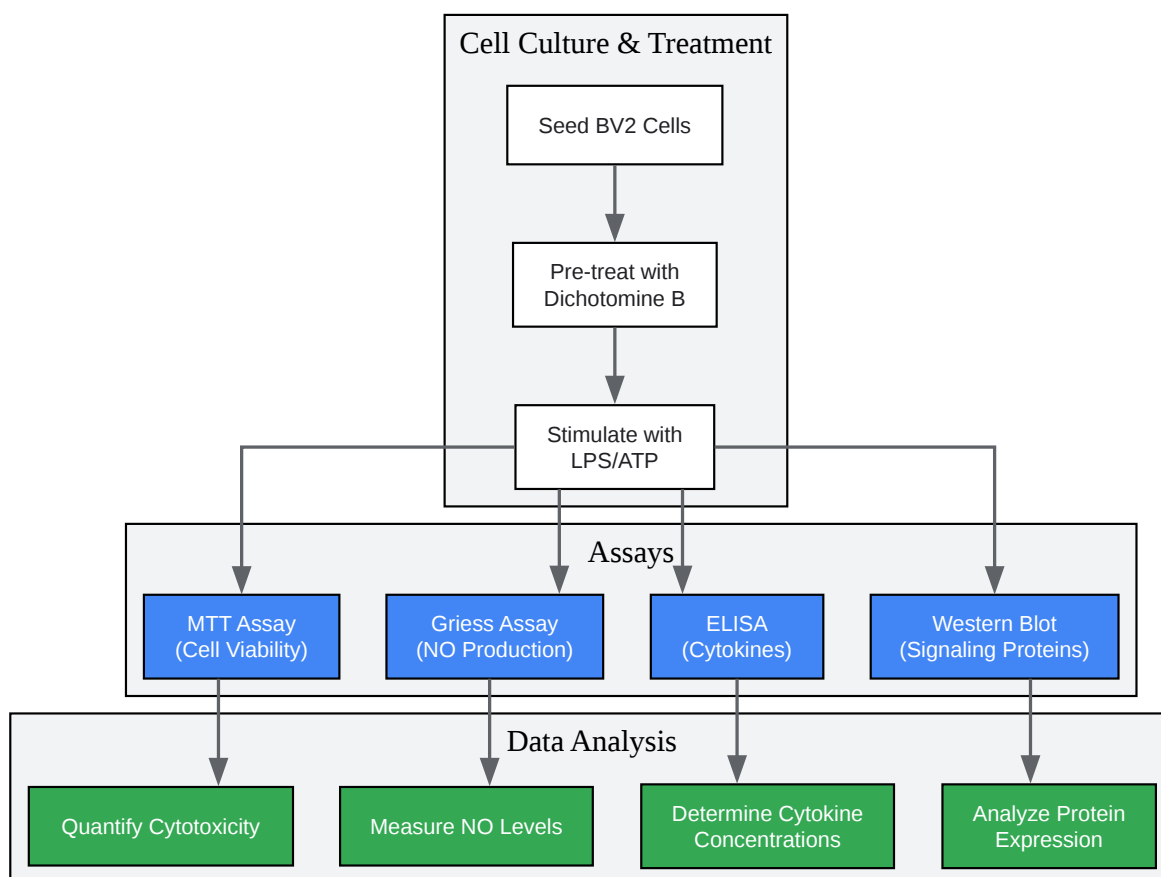 Cell Culture & Treatment
Seed BV2 Cells
Pre-treat with
Dichotomine B
Stimulate with
LPS/ATP
Assays
MTT Assay
(Cell Viability)
Griess Assay
(NO Production)
ELISA
(Cytokines)
Western Blot
(Signaling Proteins)
Data Analysis
Quantify Cytotoxicity
Measure NO Levels
Determine Cytokine
Concentrations
Analyze Protein
Expression